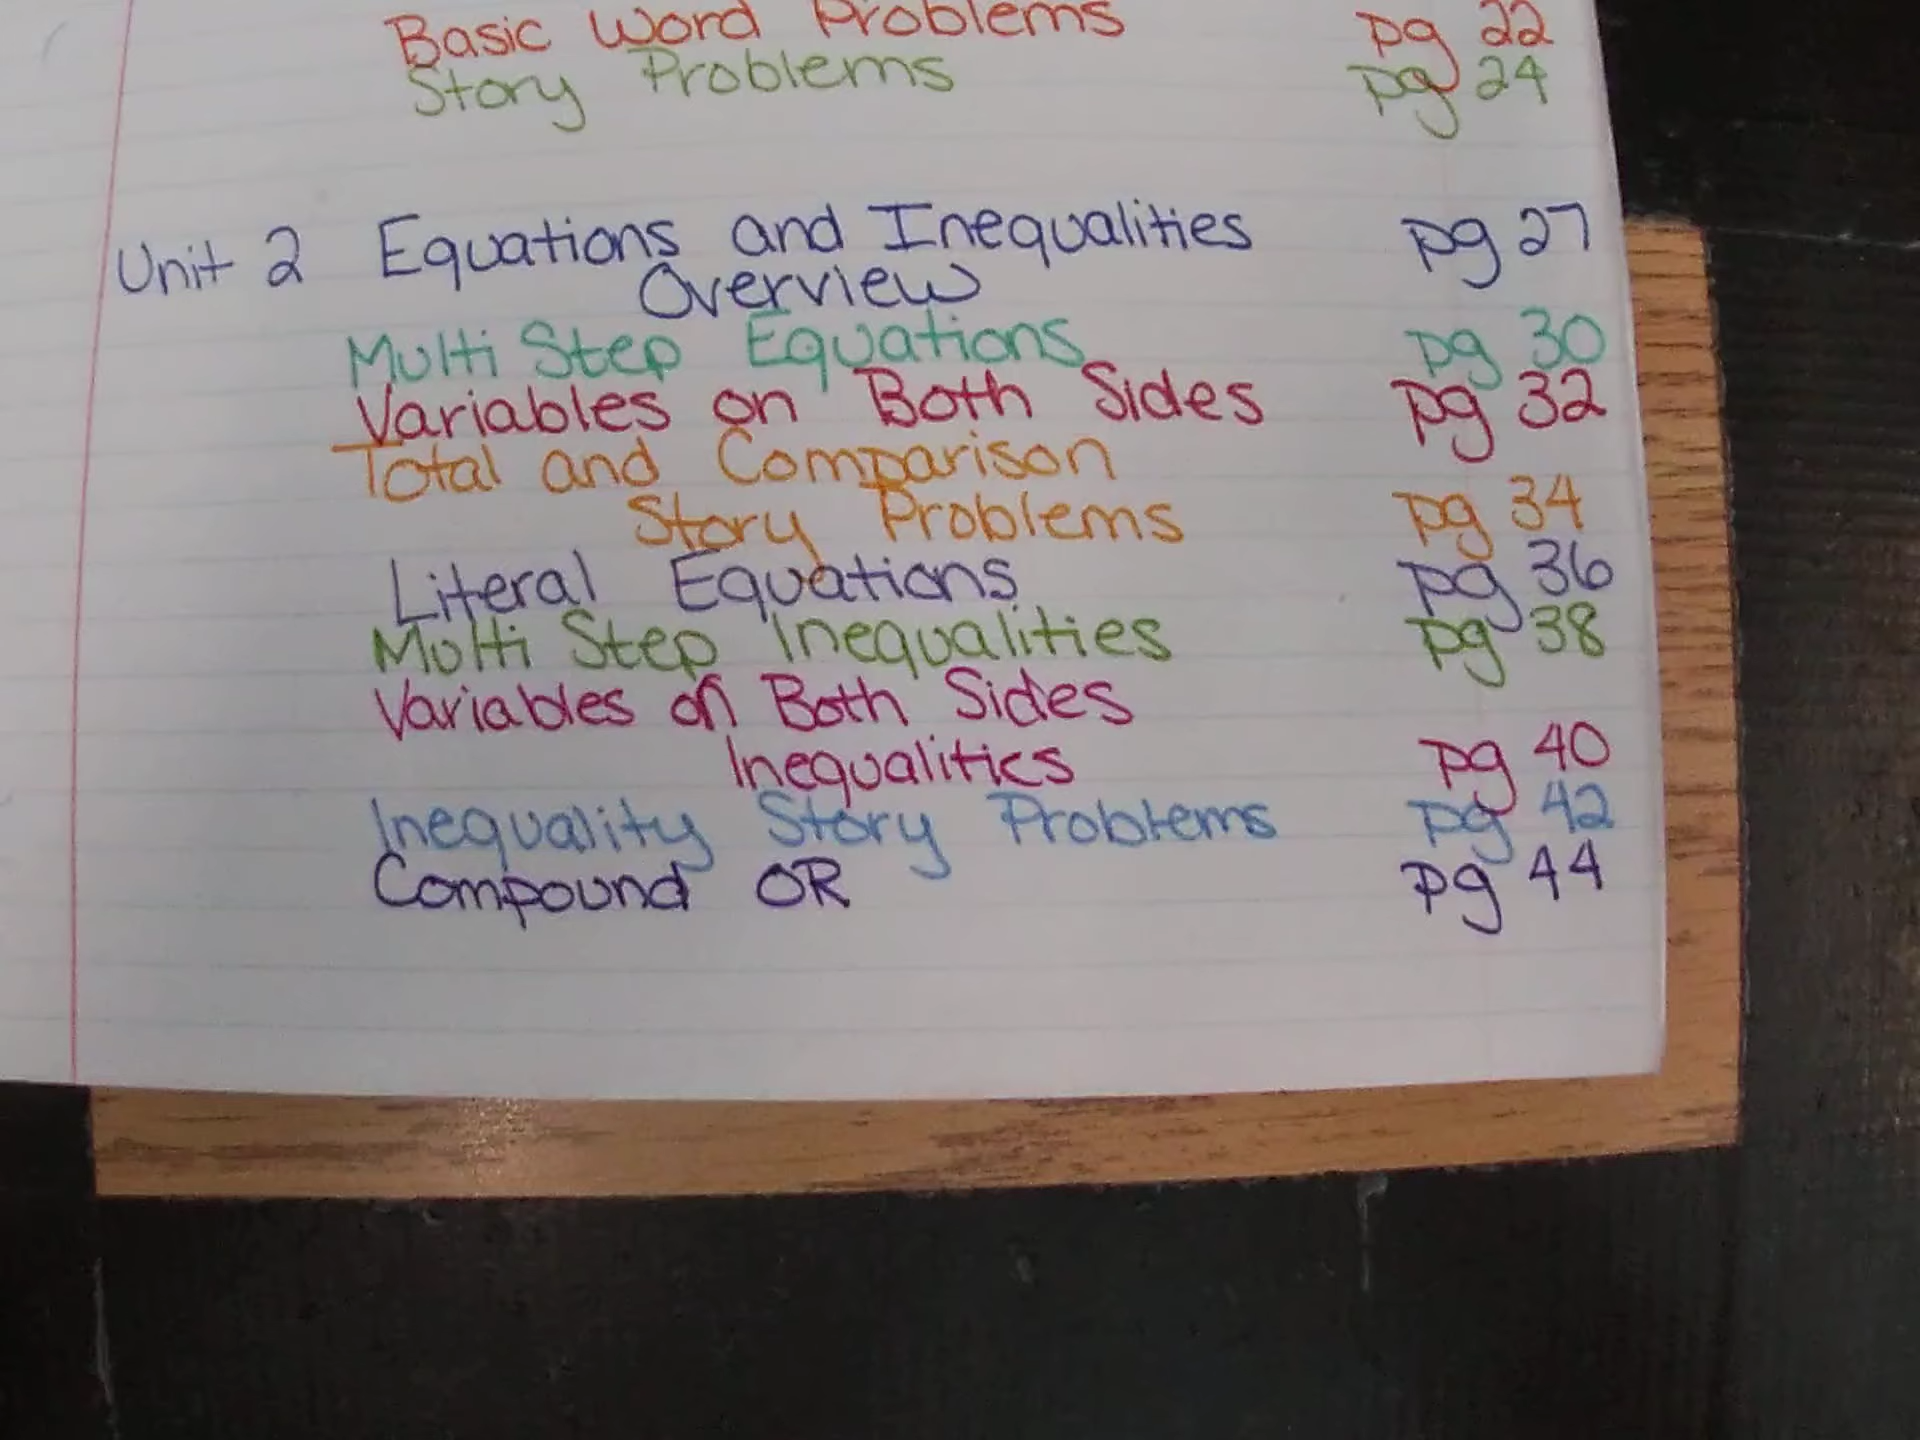 Basic Word Problems pg 22
Story Problems pg 24
Unit 2 Equations and Inequalities pg 27
Overview
Multi Step Equations pg 30
Variables on Both Sides pg 32
Total and Comparison
Story Problems pg 34
Literal Equations pg 36
Multi Step Inequalities pg 38
Variables on Both Sides
Inequalities pg 40
Inequality Story Problems pg 42
Compound OR pg 44